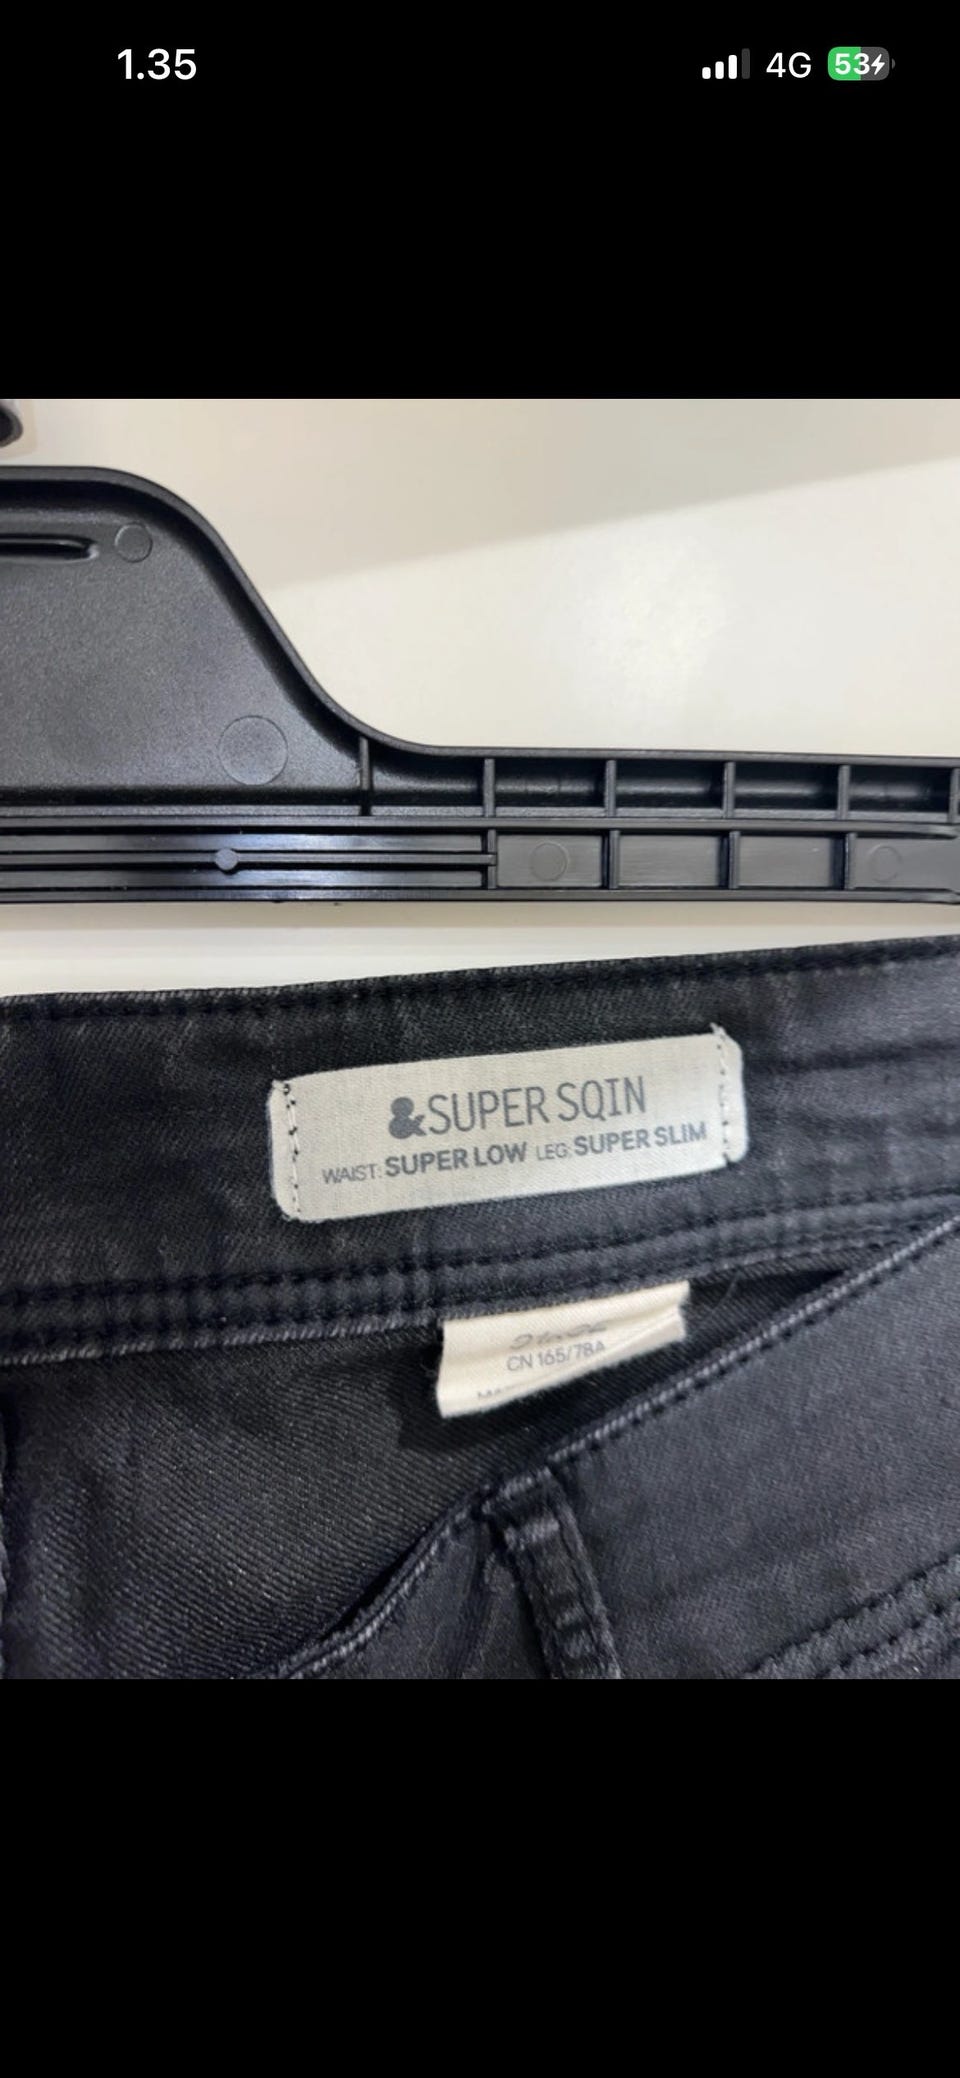 1.35
4G
53
&SUPER SQIN
WAIST: SUPER LOW LEG: SUPER SLIM
CN 165/78A